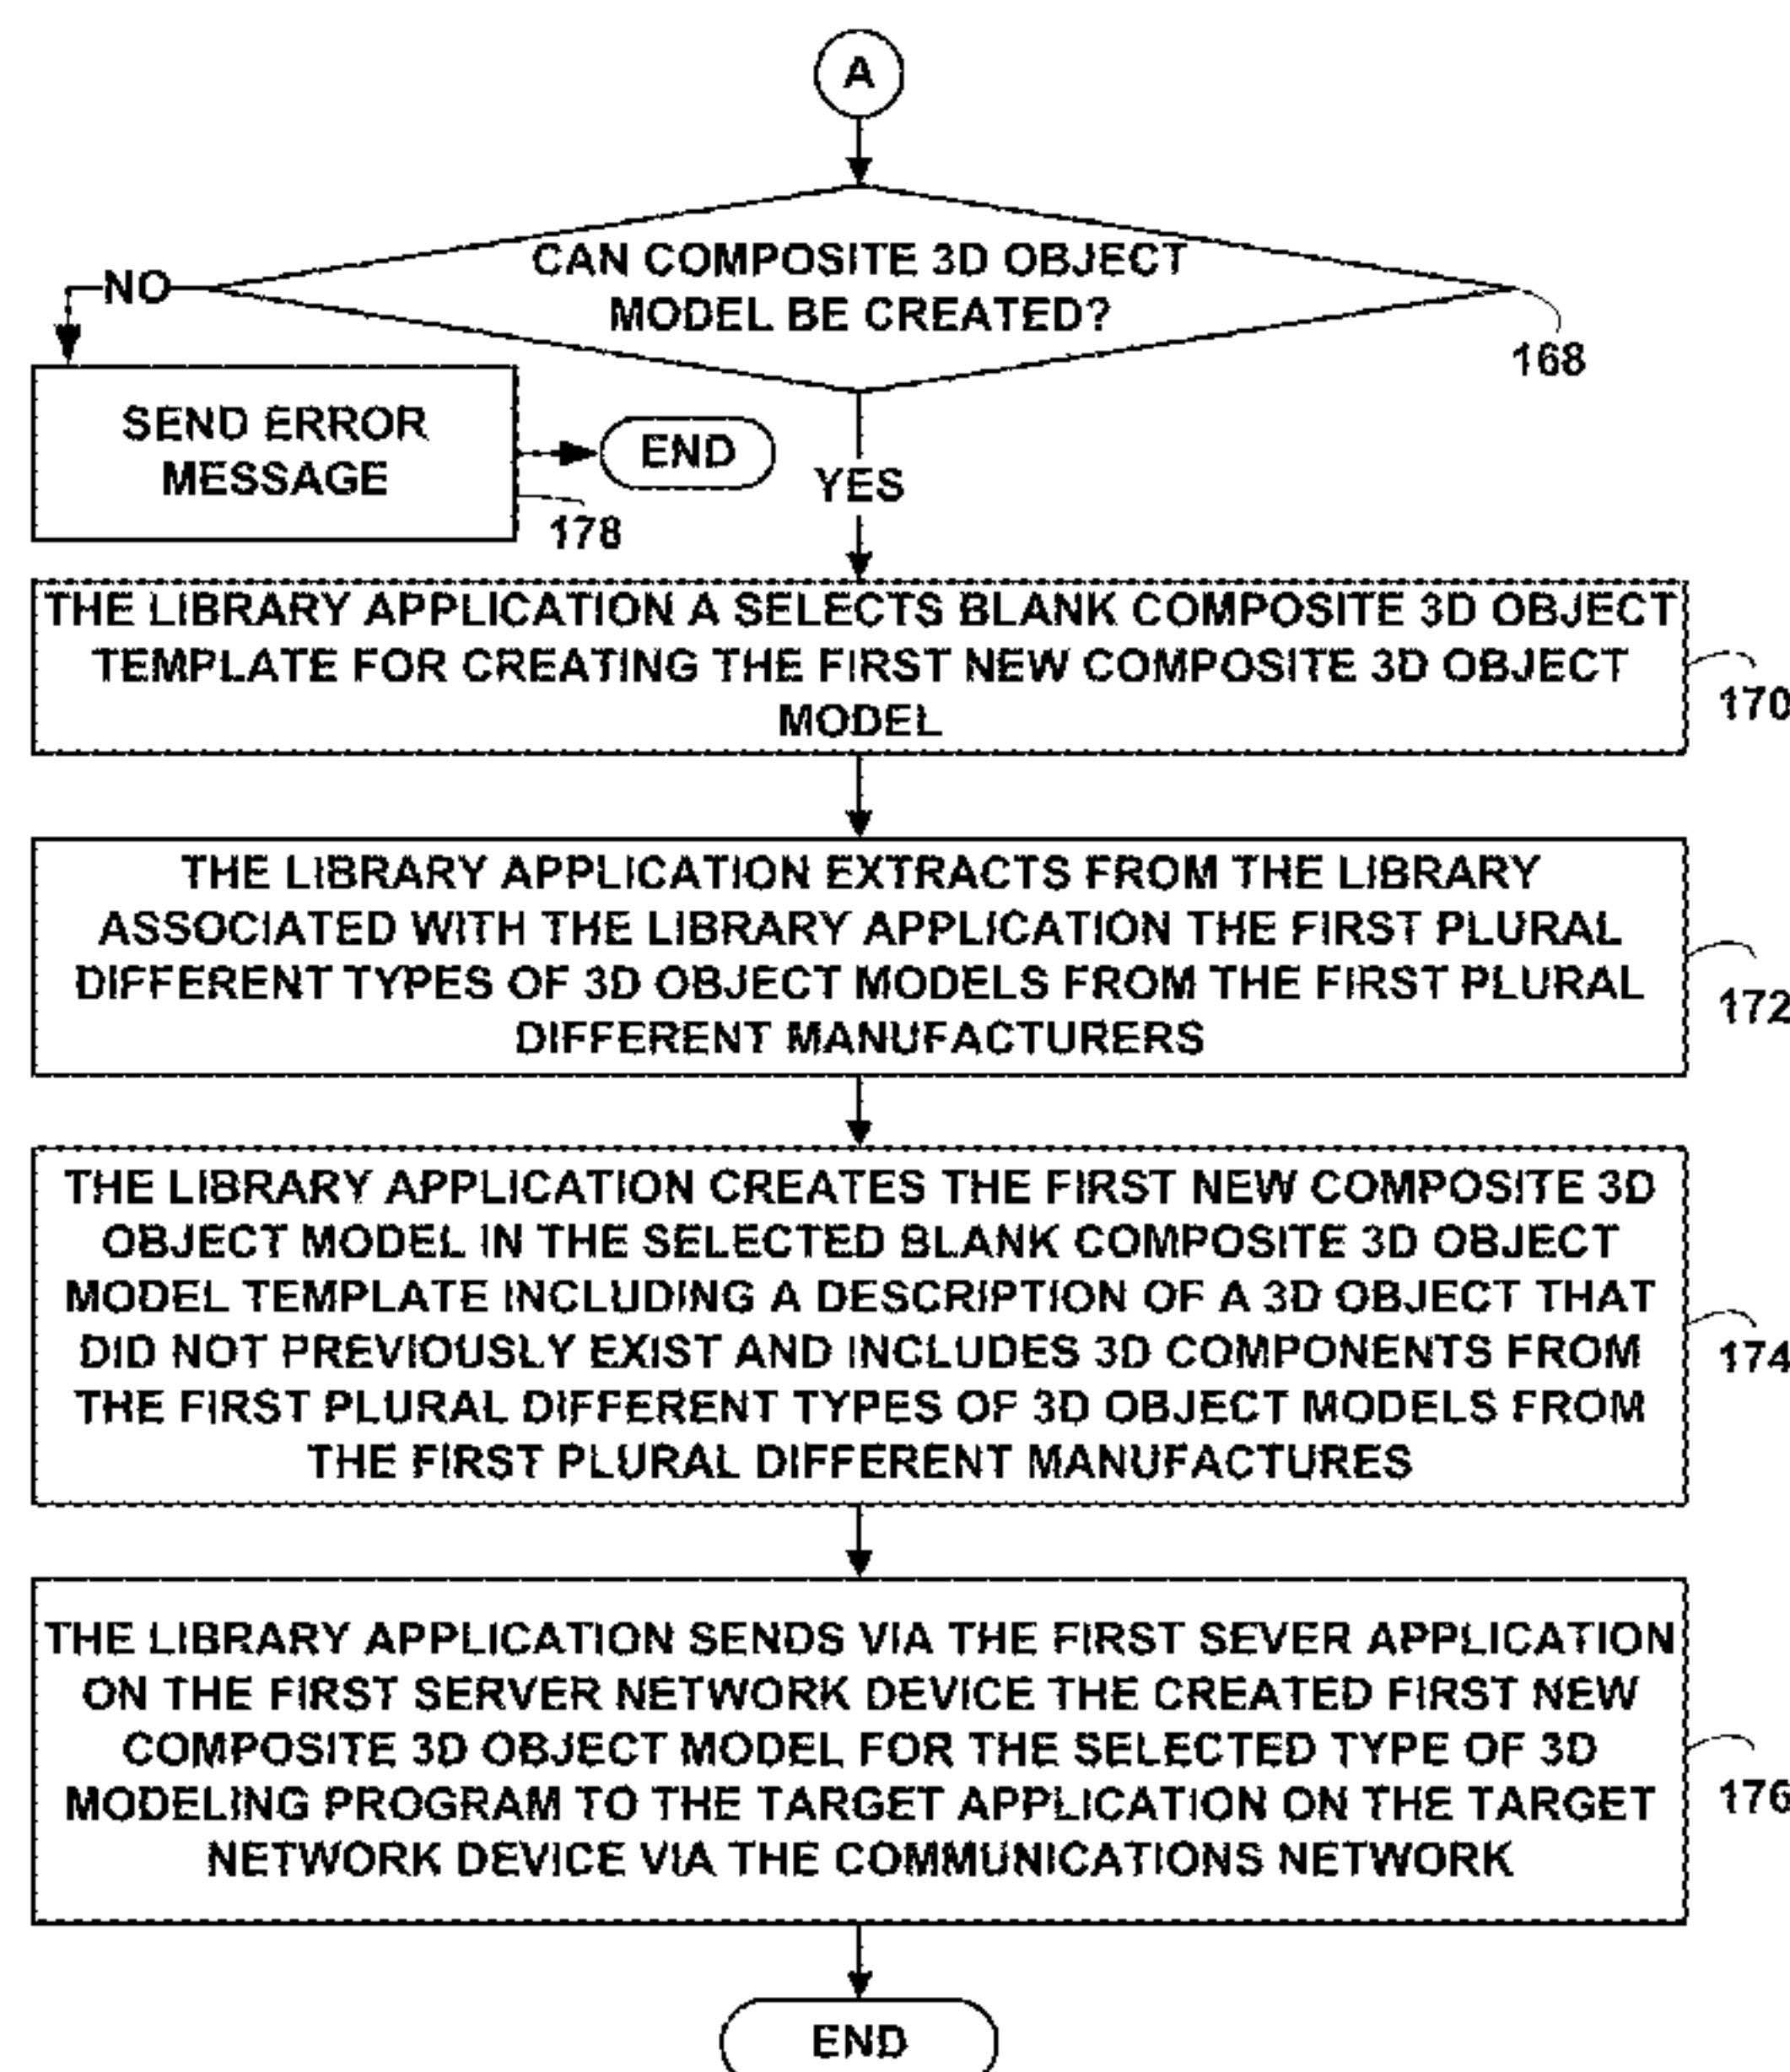 A
CAN COMPOSITE 3D OBJECT
MODEL BE CREATED?
NO
168
SEND ERROR
MESSAGE
END
YES
178
THE LIBRARY APPLICATION A SELECTS BLANK COMPOSITE 3D OBJECT
TEMPLATE FOR CREATING THE FIRST NEW COMPOSITE 3D OBJECT
MODEL
170
THE LIBRARY APPLICATION EXTRACTS FROM THE LIBRARY
ASSOCIATED WITH THE LIBRARY APPLICATION THE FIRST PLURAL
DIFFERENT TYPES OF 3D OBJECT MODELS FROM THE FIRST PLURAL
DIFFERENT MANUFACTURERS
172
THE LIBRARY APPLICATION CREATES THE FIRST NEW COMPOSITE 3D
OBJECT MODEL IN THE SELECTED BLANK COMPOSITE 3D OBJECT
MODEL TEMPLATE INCLUDING A DESCRIPTION OF A 3D OBJECT THAT
DID NOT PREVIOUSLY EXIST AND INCLUDES 3D COMPONENTS FROM
THE FIRST PLURAL DIFFERENT TYPES OF 3D OBJECT MODELS FROM
THE FIRST PLURAL DIFFERENT MANUFACTURES
174
THE LIBRARY APPLICATION SENDS VIA THE FIRST SEVER APPLICATION
ON THE FIRST SERVER NETWORK DEVICE THE CREATED FIRST NEW
COMPOSITE 3D OBJECT MODEL FOR THE SELECTED TYPE OF 3D
MODELING PROGRAM TO THE TARGET APPLICATION ON THE TARGET
NETWORK DEVICE VIA THE COMMUNICATIONS NETWORK
176
END